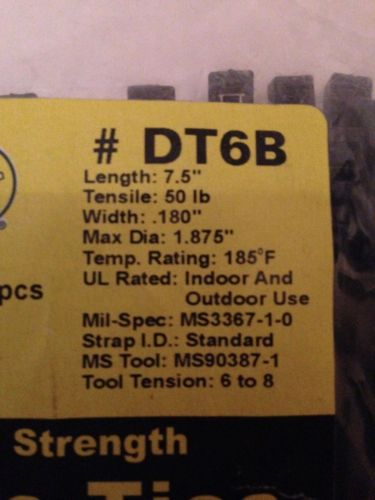 # DT6B
Length: 7.5"
Tensile: 50 lb
Width: .180"
Max Dia: 1.875"
Temp. Rating: 185°F
UL Rated: Indoor And
Outdoor Use
pcs
Mil-Spec: MS3367-1-0
Strap I.D.: Standard
MS Tool: MS90387-1
Tool Tension: 6 to 8
Strength